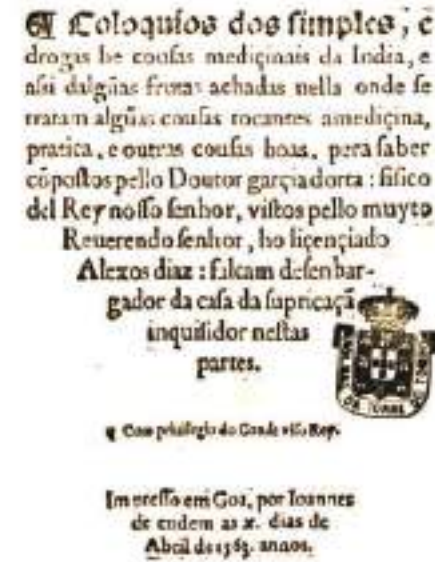 ¶ Coloquios dos simples, e
drogas he cousas mediçinais da India, e
assi dalgũas frutas achadas nella onde se
tratam algũas cousas tocantes amediçina,
pratica, e outras cousas boas, pera saber
cõpostos pello Doutor garçia dorta : fisico
del Rey nosso senhor, vistos pello muyto
Reuerendo senhor, ho liçençiado
Alexos diaz : falcam desenbar-
gador da casa da supricaçã
inquisidor nestas
partes.
¶ Com priuilegio do Conde viso Rey.
Impresso em Goa, por Ioannes
de endem as x. dias de
Abril de 1563. annos.